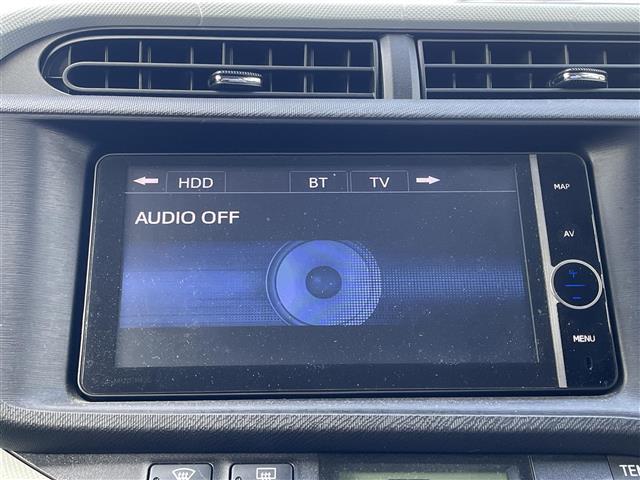 HDD BT TV
MAP
AUDIO OFF
AV
MENU